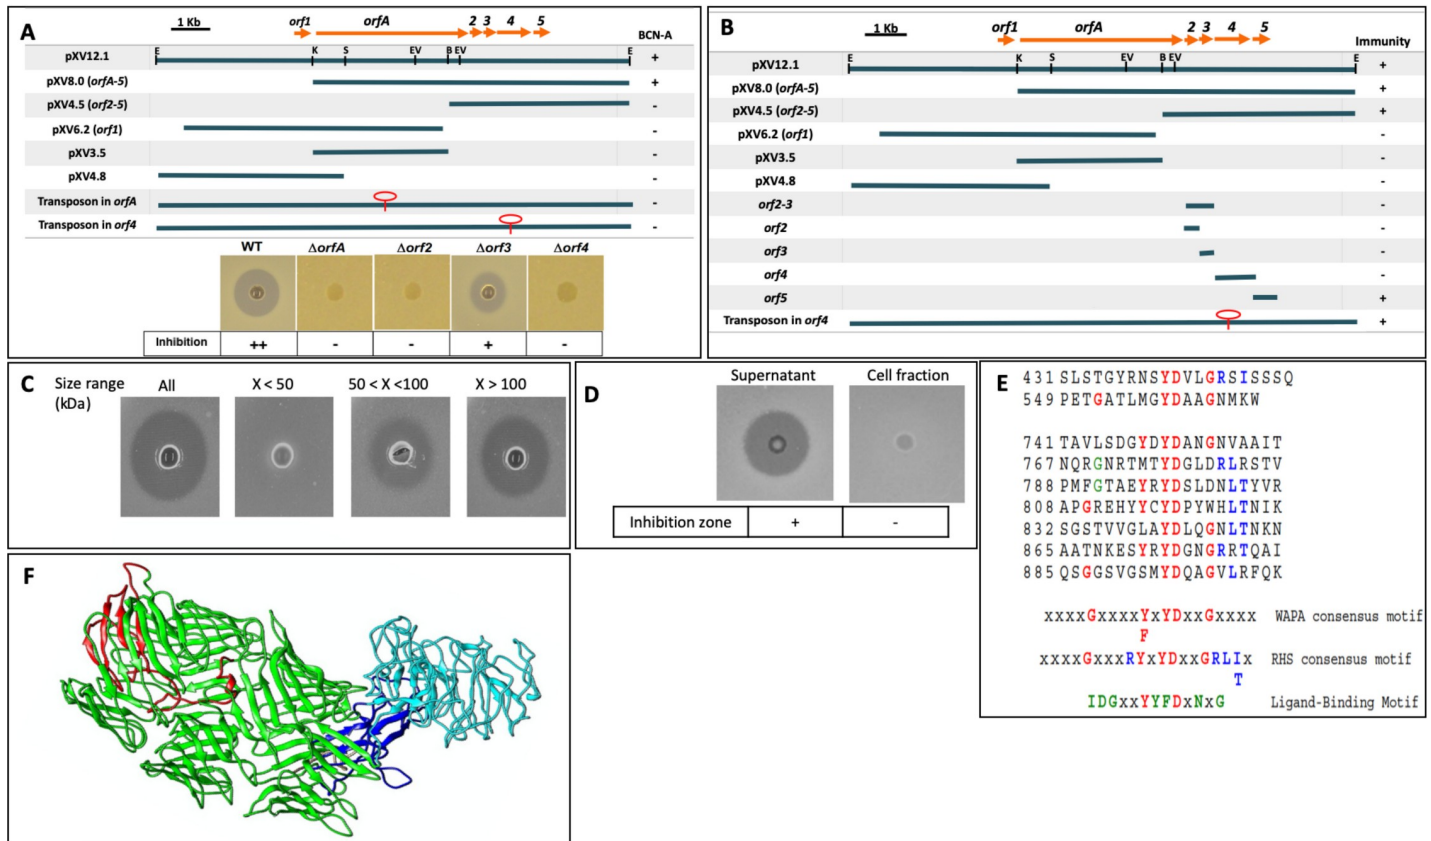 A
1 Kb
orf1 orfA 2 3 4 5
BCN-A
E K S EV B EV E
pXV12.1 +
pXV8.0 (orfA-5) +
pXV4.5 (orf2-5) -
pXV6.2 (orf1) -
pXV3.5 -
pXV4.8 -
Transposon in orfA -
Transposon in orf4 -
WT ΔorfA Δorf2 Δorf3 Δorf4
Inhibition ++ - - + -
B
1 Kb
orf1 orfA 2 3 4 5
Immunity
E K S EV B EV E
pXV12.1 +
pXV8.0 (orfA-5) +
pXV4.5 (orf2-5) +
pXV6.2 (orf1) -
pXV3.5 -
pXV4.8 -
orf2-3 -
orf2 -
orf3 -
orf4 -
orf5 +
Transposon in orf4 +
C
Size range All X < 50 50 < X <100 X > 100
(kDa)
D
Supernatant Cell fraction
Inhibition zone + -
E
431 SLSTGYRNSYDVLGRSISSSQ
549 PETGATLMGYDAAGNMKW
741 TAVLSDGYDYDANGNVAAIT
767 NQRGNRTMTYDGLDRLRSTV
788 PMFGTAEYRYDSLDNLTYVR
808 APGREHYYCYDPYWHLTNIK
832 SGSTVVGLAYDLQGNLTNKN
865 AATNKESYRYDGNGRRTQAI
885 QSGGSVGSMYDQAGVLRFQK
xxxxGxxxxYxYDxxGxxxx WAPA consensus motif
F
xxxxGxxxRYxYDxxGRLIx RHS consensus motif
T
IDGxxYYFDxNxG Ligand-Binding Motif
F